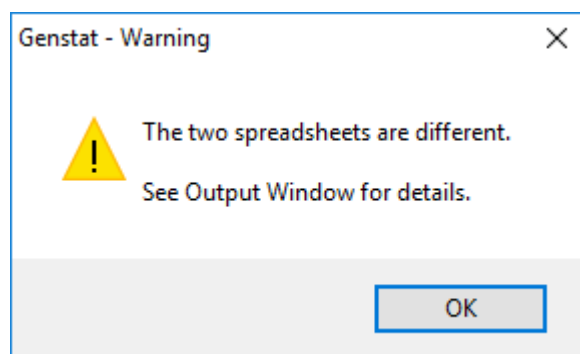 Genstat - Warning
The two spreadsheets are different.
See Output Window for details.
OK